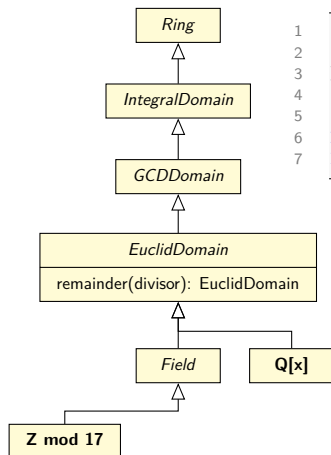 Ring
IntegralDomain
GCDDomain
EuclidDomain
remainder(divisor): EuclidDomain
Field
Q[x]
Z mod 17
1
2
3
4
5
6
7